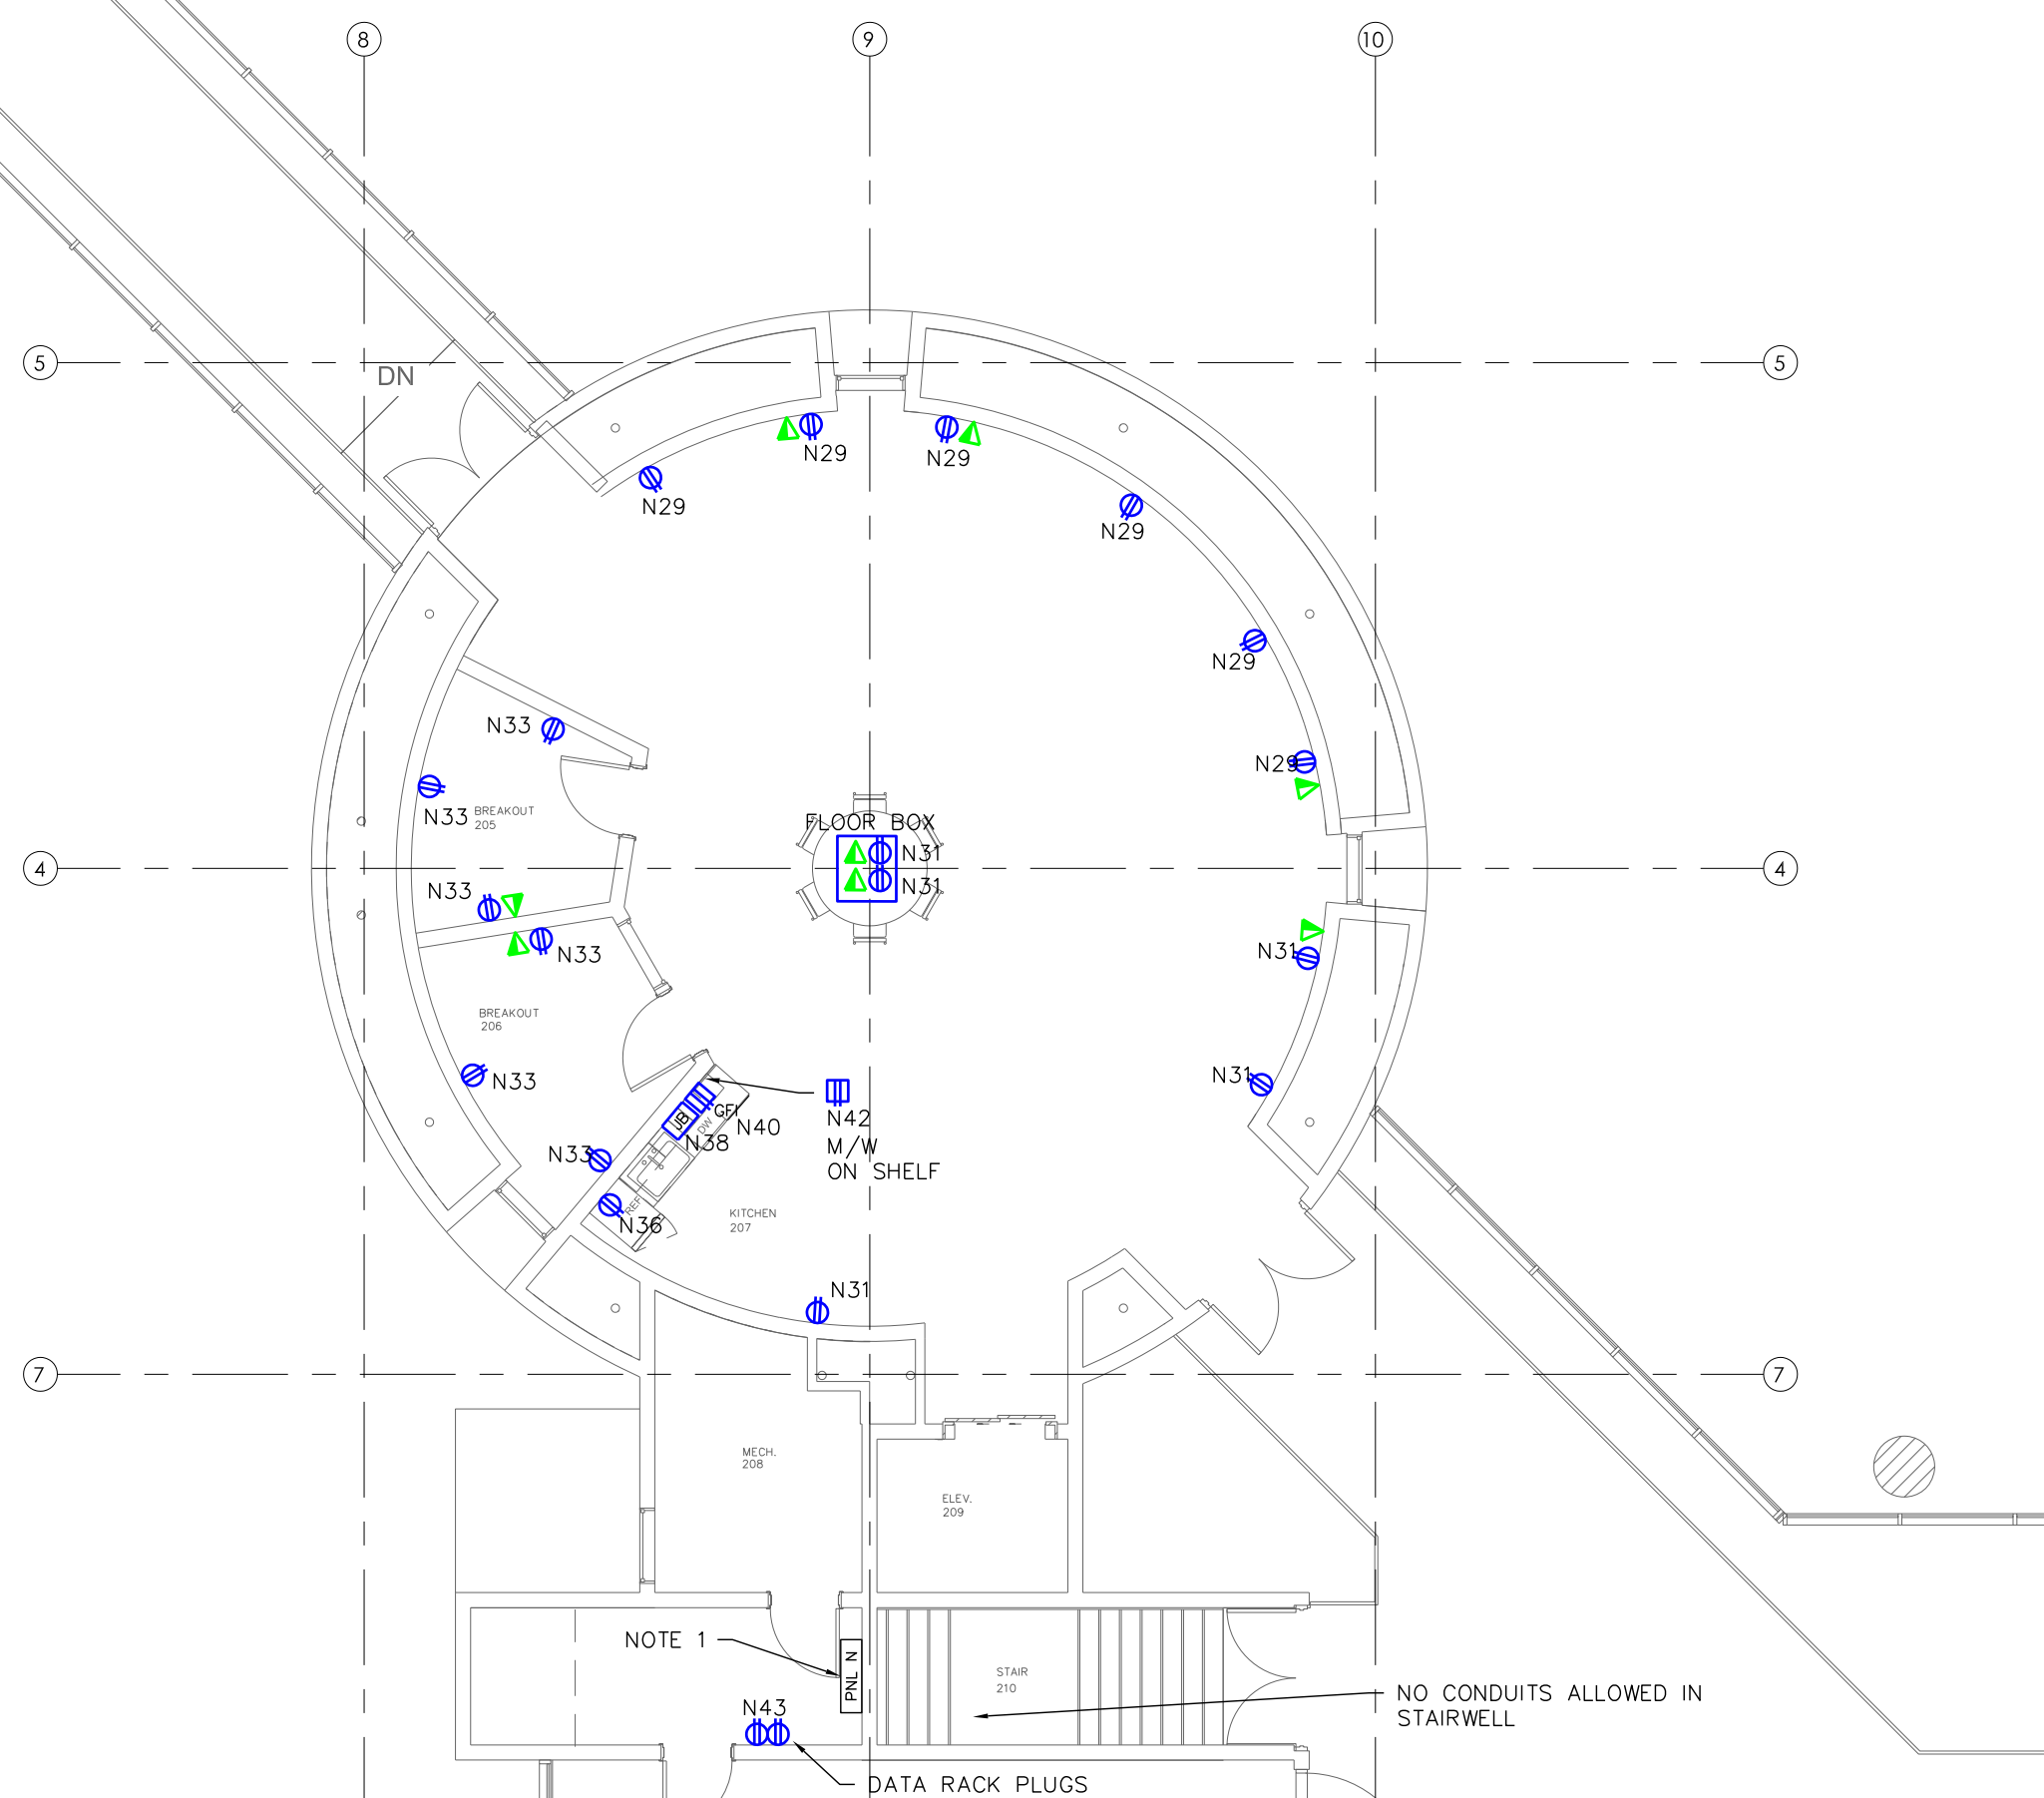 8
9
10
5
DN
5
N29
N29
N29
N29
N29
N33
N29
N33
BREAKOUT
205
FLOOR BOX
N31
4
4
N31
N33
N33
N31
BREAKOUT
206
N33
N31
GFI
JB
DW
N40
N38
N42
M/W
ON SHELF
N33
REF
N36
KITCHEN
207
N31
7
7
MECH.
208
ELEV.
209
NOTE 1
PNL N
STAIR
210
NO CONDUITS ALLOWED IN
STAIRWELL
N43
DATA RACK PLUGS